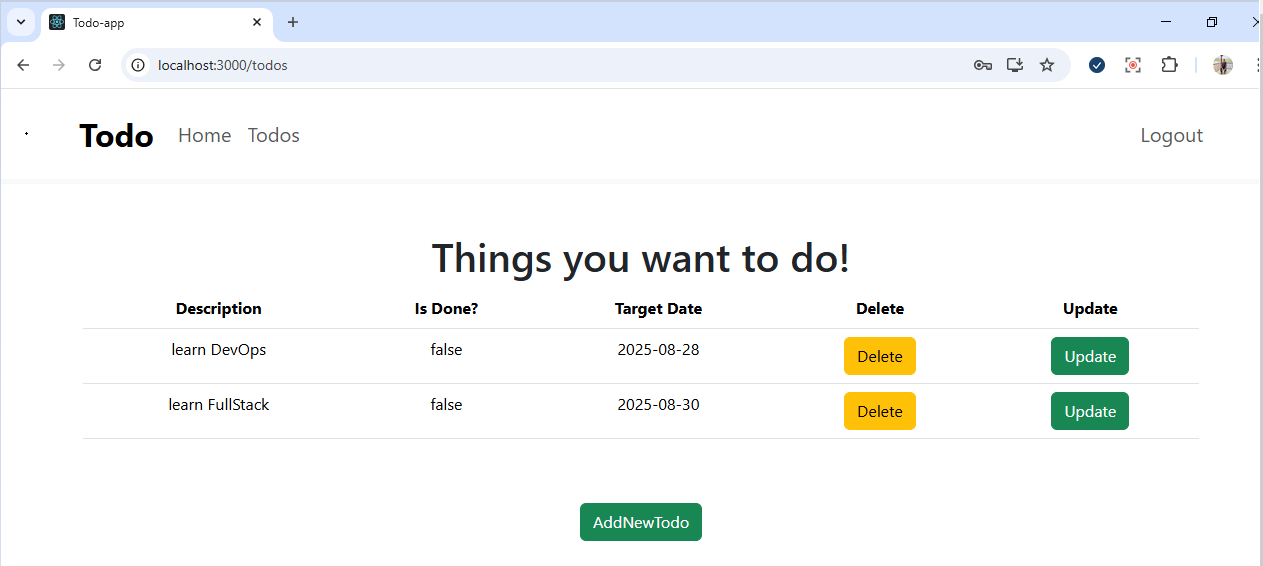 Todo-app
localhost:3000/todos
Todo Home Todos Logout
Things you want to do!
Description Is Done? Target Date Delete Update
learn DevOps false 2025-08-28 Delete Update
learn FullStack false 2025-08-30 Delete Update
AddNewTodo